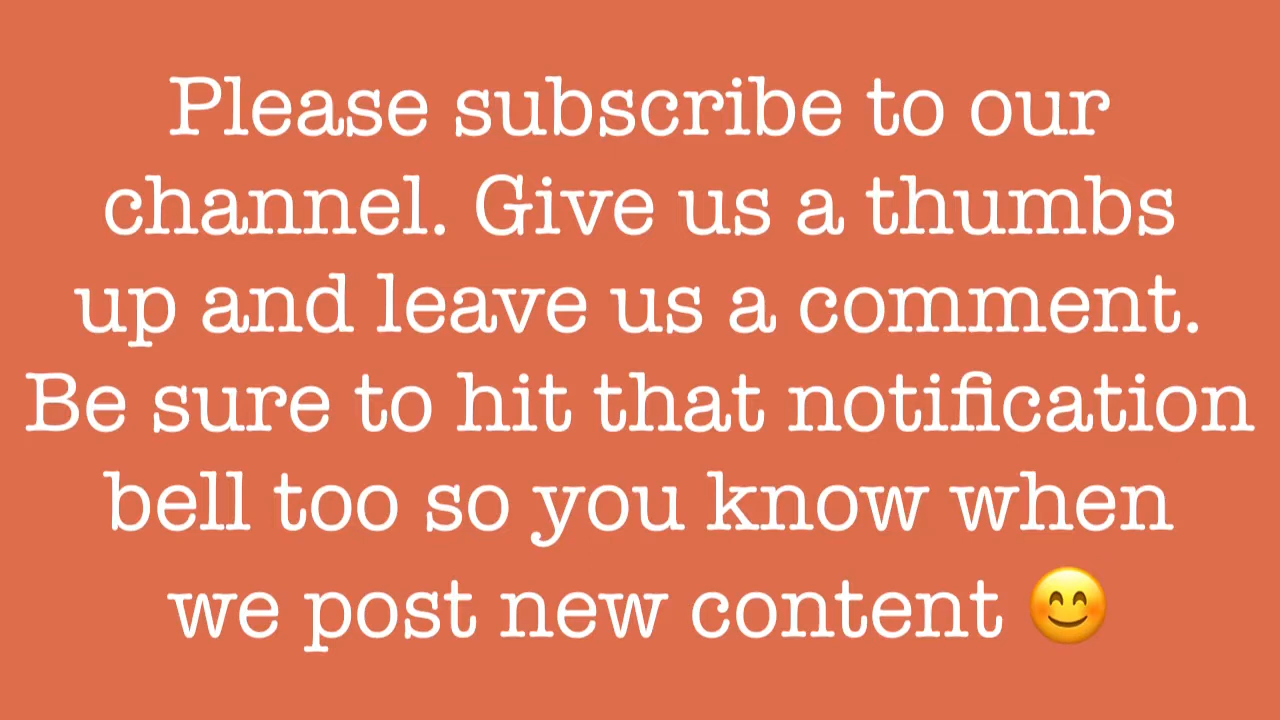 Please subscribe to our
channel. Give us a thumbs
up and leave us a comment.
Be sure to hit that notification
bell too so you know when
we post new content 😊